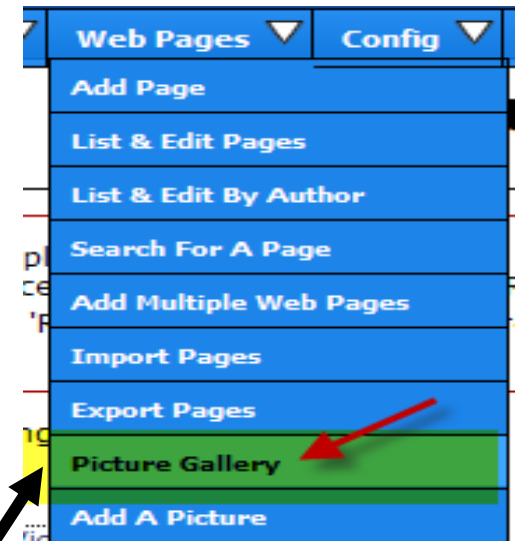 Web Pages Config
Add Page
List & Edit Pages
List & Edit By Author
Search For A Page
Add Multiple Web Pages
Import Pages
Export Pages
Picture Gallery
Add A Picture